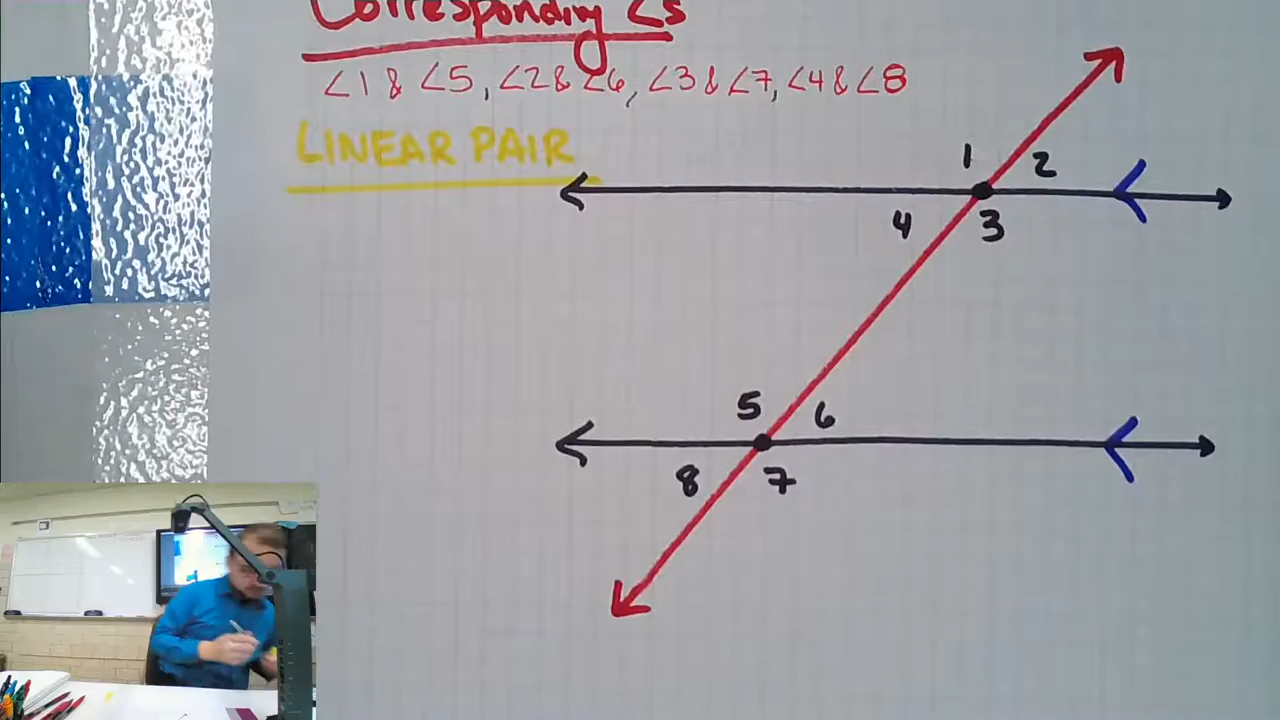 Corresponding ∠s
∠1 & ∠5, ∠2 & ∠6, ∠3 & ∠7, ∠4 & ∠8
LINEAR PAIR
1 2
4 3
5 6
8 7